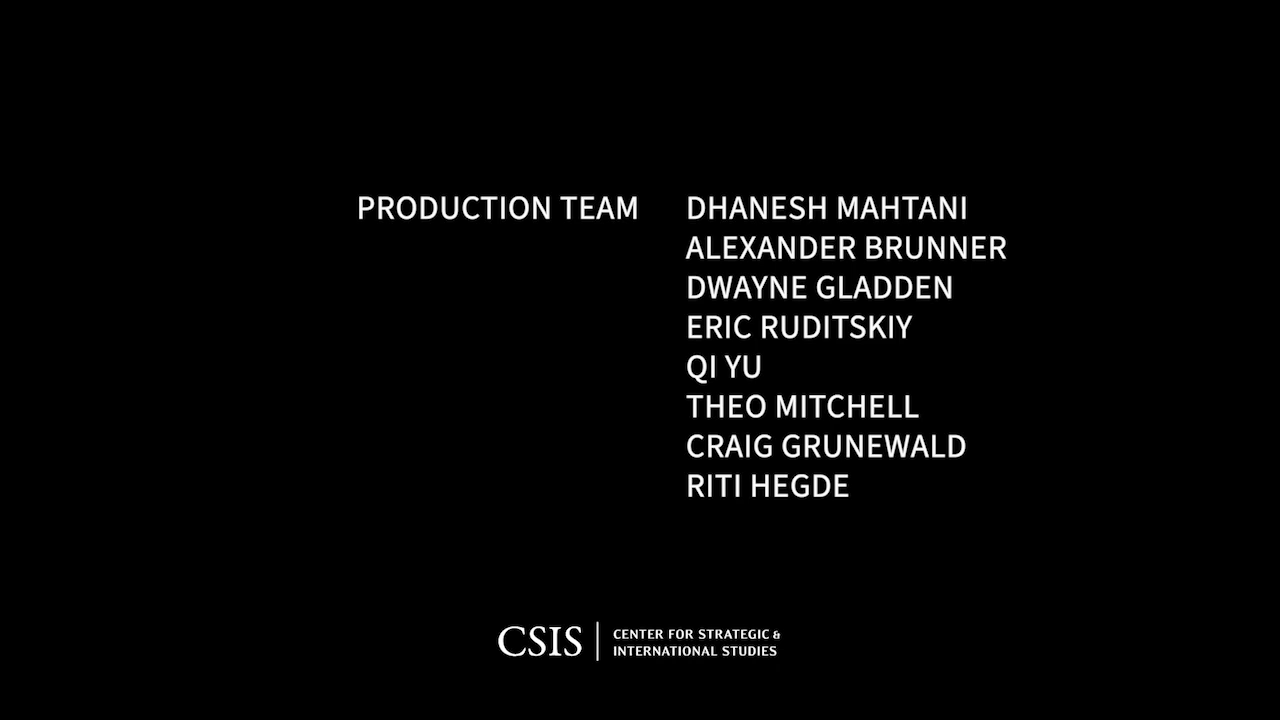 PRODUCTION TEAM DHANESH MAHTANI
ALEXANDER BRUNNER
DWAYNE GLADDEN
ERIC RUDITSKIY
QI YU
THEO MITCHELL
CRAIG GRUNEWALD
RITI HEGDE
CSIS
CENTER FOR STRATEGIC &
INTERNATIONAL STUDIES